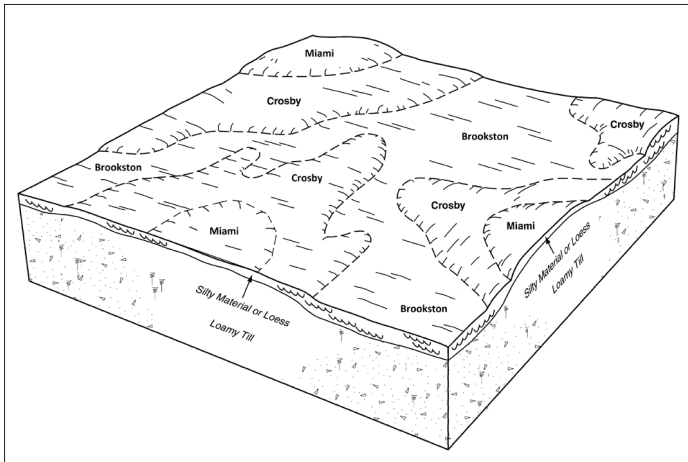 Miami
Crosby
Crosby
Brookston
Brookston
Crosby
Miami
Crosby
Miami
Silty Material or Loess
Loamy Till
Silty Material or Loess
Loamy Till
Brookston